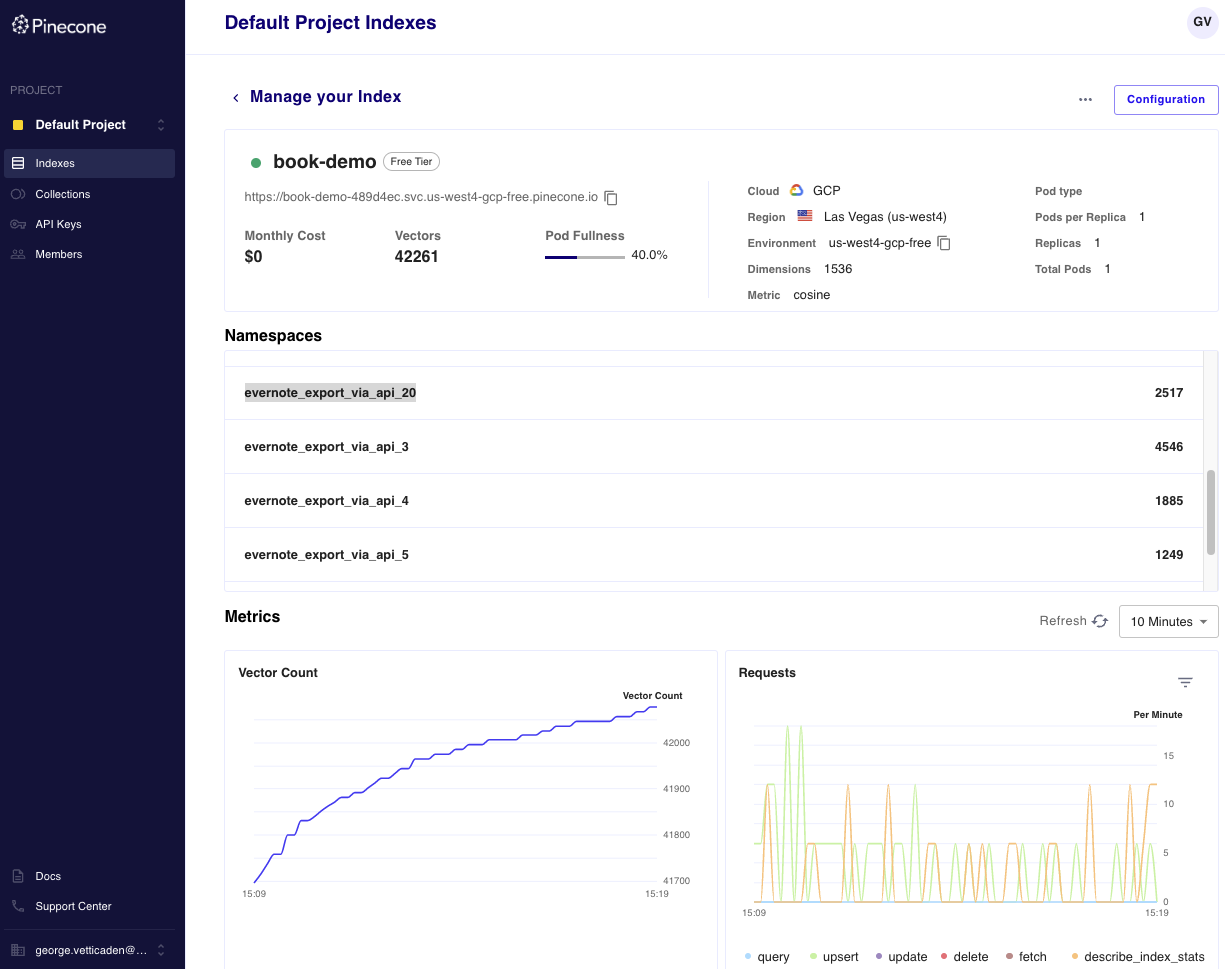 Pinecone
Default Project Indexes
GV
PROJECT
Default Project
Indexes
Collections
API Keys
Members
Docs
Support Center
george.vetticaden@...
Manage your Index
Configuration
book-demo Free Tier
https://book-demo-489d4ec.svc.us-west4-gcp-free.pinecone.io
Monthly Cost Vectors Pod Fullness
$0 42261 40.0%
Cloud GCP
Region Las Vegas (us-west4)
Environment us-west4-gcp-free
Dimensions 1536
Metric cosine
Pod type
Pods per Replica 1
Replicas 1
Total Pods 1
Namespaces
evernote_export_via_api_20 2517
evernote_export_via_api_3 4546
evernote_export_via_api_4 1885
evernote_export_via_api_5 1249
Metrics
Refresh 10 Minutes
Vector Count
Vector Count
42000
41900
41800
41700
15:09 15:19
Requests
Per Minute
15
10
5
0
15:09 15:19
query upsert update delete fetch describe_index_stats